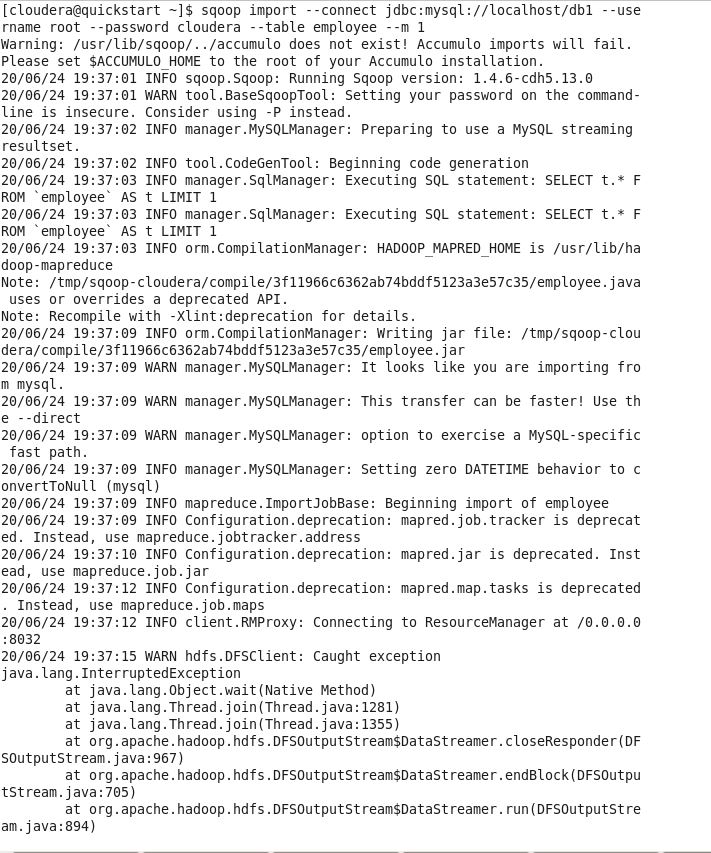 [cloudera@quickstart ~]$ sqoop import --connect jdbc:mysql://localhost/db1 --use
rname root --password cloudera --table employee --m 1
Warning: /usr/lib/sqoop/../accumulo does not exist! Accumulo imports will fail.
Please set $ACCUMULO_HOME to the root of your Accumulo installation.
20/06/24 19:37:01 INFO sqoop.Sqoop: Running Sqoop version: 1.4.6-cdh5.13.0
20/06/24 19:37:01 WARN tool.BaseSqoopTool: Setting your password on the command-
line is insecure. Consider using -P instead.
20/06/24 19:37:02 INFO manager.MySQLManager: Preparing to use a MySQL streaming
resultset.
20/06/24 19:37:02 INFO tool.CodeGenTool: Beginning code generation
20/06/24 19:37:03 INFO manager.SqlManager: Executing SQL statement: SELECT t.* F
ROM `employee` AS t LIMIT 1
20/06/24 19:37:03 INFO manager.SqlManager: Executing SQL statement: SELECT t.* F
ROM `employee` AS t LIMIT 1
20/06/24 19:37:03 INFO orm.CompilationManager: HADOOP_MAPRED_HOME is /usr/lib/ha
doop-mapreduce
Note: /tmp/sqoop-cloudera/compile/3f11966c6362ab74bddf5123a3e57c35/employee.java
 uses or overrides a deprecated API.
Note: Recompile with -Xlint:deprecation for details.
20/06/24 19:37:09 INFO orm.CompilationManager: Writing jar file: /tmp/sqoop-clou
dera/compile/3f11966c6362ab74bddf5123a3e57c35/employee.jar
20/06/24 19:37:09 WARN manager.MySQLManager: It looks like you are importing fro
m mysql.
20/06/24 19:37:09 WARN manager.MySQLManager: This transfer can be faster! Use th
e --direct
20/06/24 19:37:09 WARN manager.MySQLManager: option to exercise a MySQL-specific
 fast path.
20/06/24 19:37:09 INFO manager.MySQLManager: Setting zero DATETIME behavior to c
onvertToNull (mysql)
20/06/24 19:37:09 INFO mapreduce.ImportJobBase: Beginning import of employee
20/06/24 19:37:09 INFO Configuration.deprecation: mapred.job.tracker is deprecat
ed. Instead, use mapreduce.jobtracker.address
20/06/24 19:37:10 INFO Configuration.deprecation: mapred.jar is deprecated. Inst
ead, use mapreduce.job.jar
20/06/24 19:37:12 INFO Configuration.deprecation: mapred.map.tasks is deprecated
. Instead, use mapreduce.job.maps
20/06/24 19:37:12 INFO client.RMProxy: Connecting to ResourceManager at /0.0.0.0
:8032
20/06/24 19:37:15 WARN hdfs.DFSClient: Caught exception
java.lang.InterruptedException
        at java.lang.Object.wait(Native Method)
        at java.lang.Thread.join(Thread.java:1281)
        at java.lang.Thread.join(Thread.java:1355)
        at org.apache.hadoop.hdfs.DFSOutputStream$DataStreamer.closeResponder(DF
SOutputStream.java:967)
        at org.apache.hadoop.hdfs.DFSOutputStream$DataStreamer.endBlock(DFSOutpu
tStream.java:705)
        at org.apache.hadoop.hdfs.DFSOutputStream$DataStreamer.run(DFSOutputStre
am.java:894)